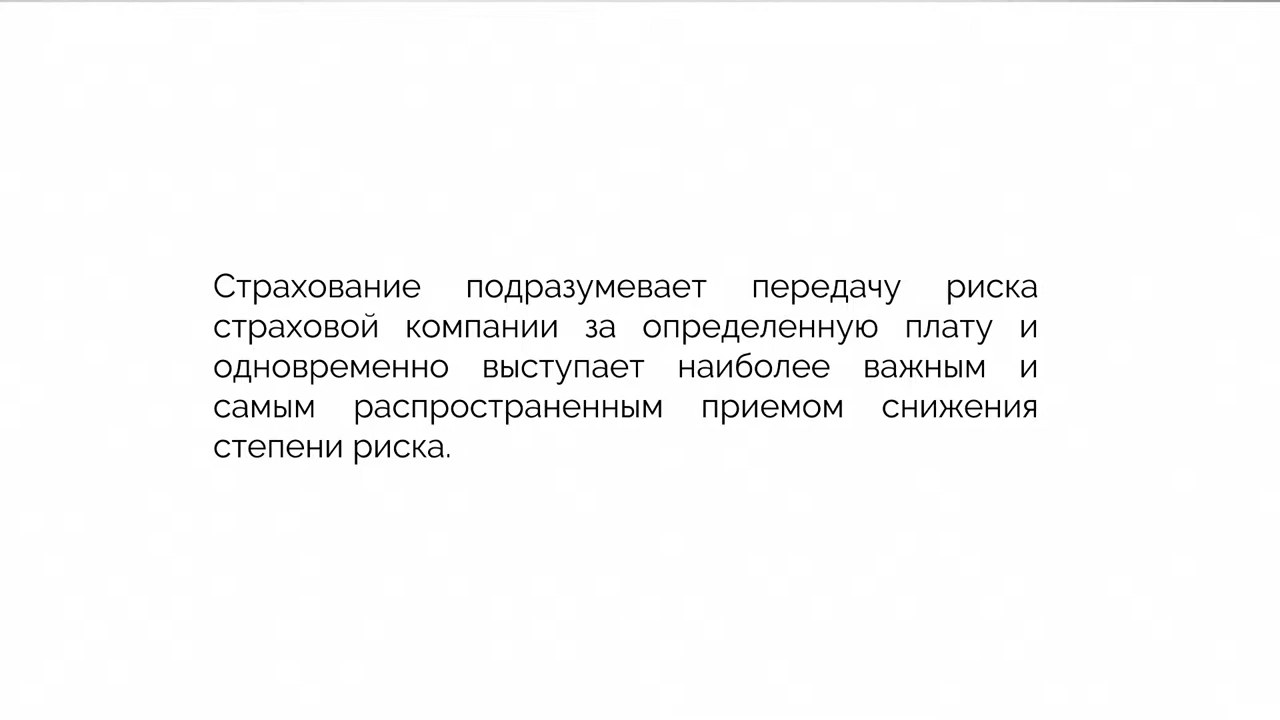 Страхование подразумевает передачу риска
страховой компании за определенную плату и
одновременно выступает наиболее важным и
самым распространенным приемом снижения
степени риска.